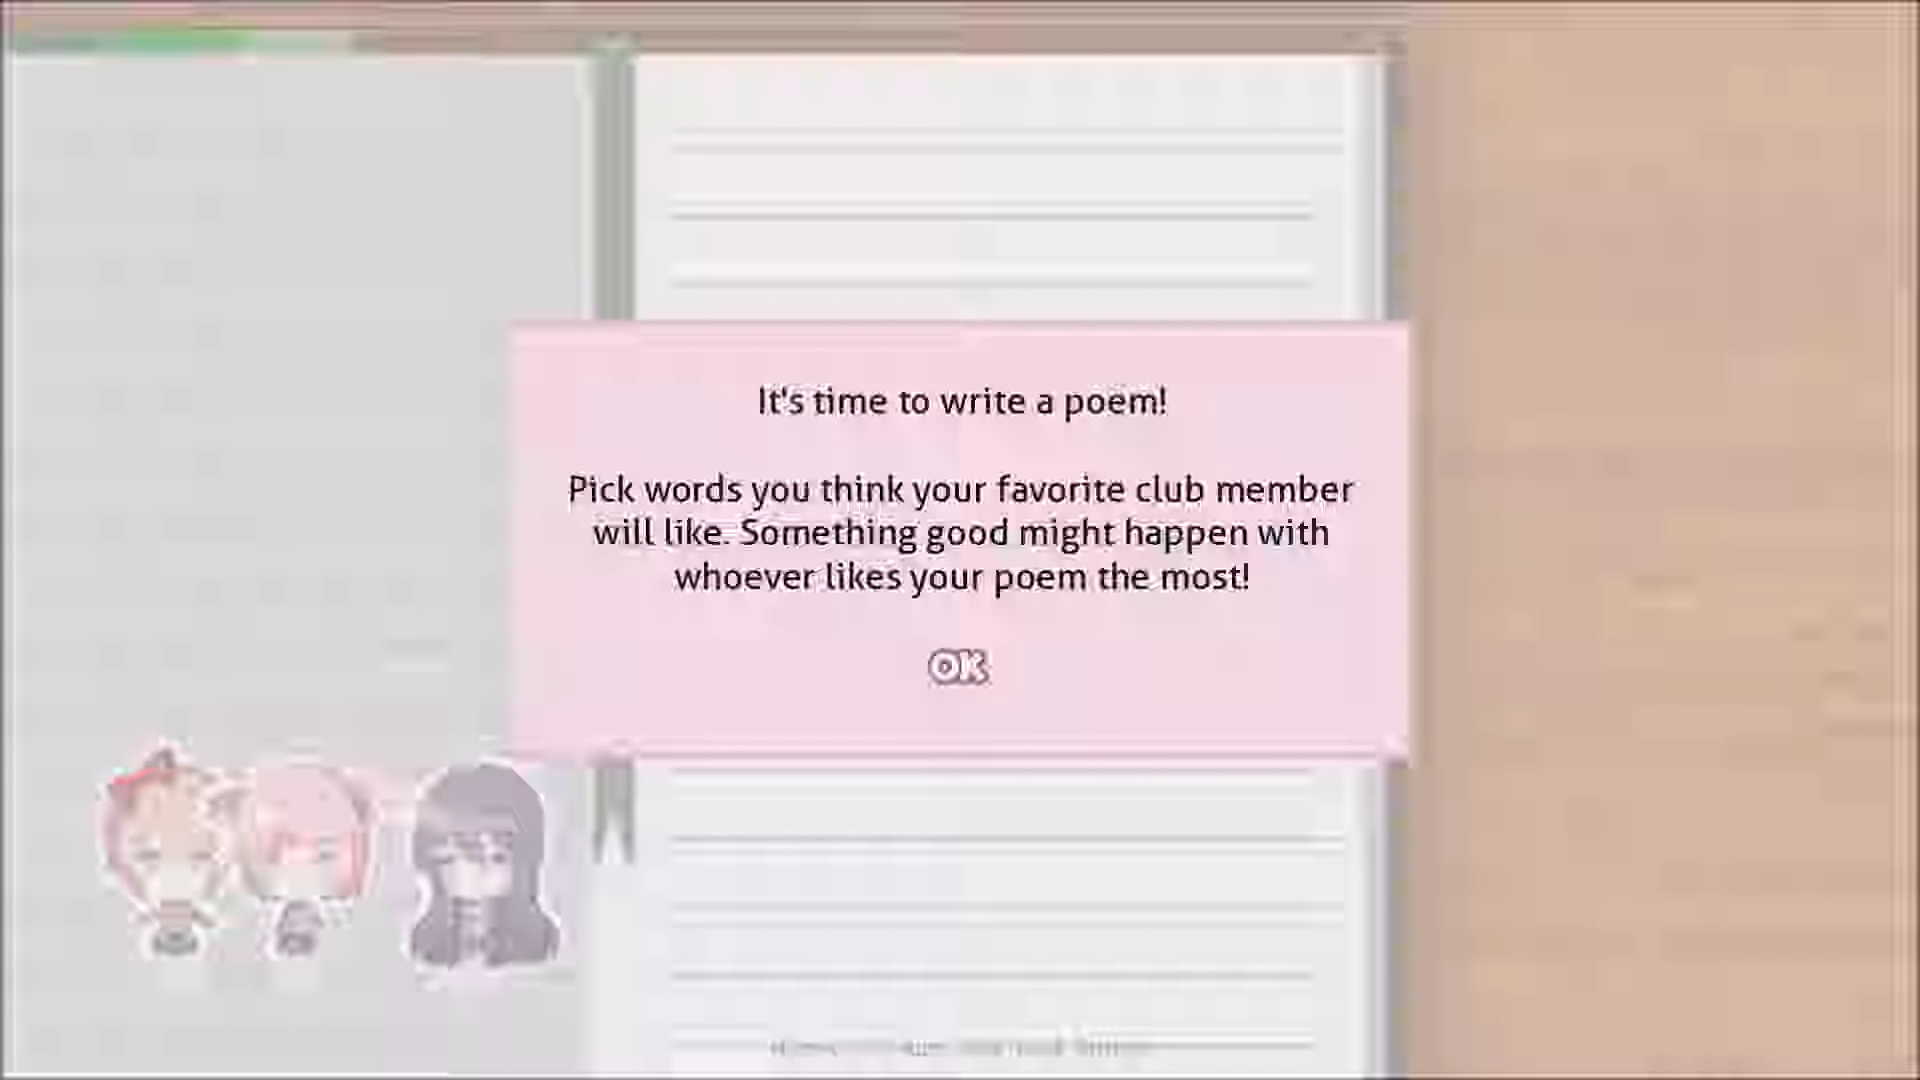 It's time to write a poem!
Pick words you think your favorite club member
will like. Something good might happen with
whoever likes your poem the most!
OK